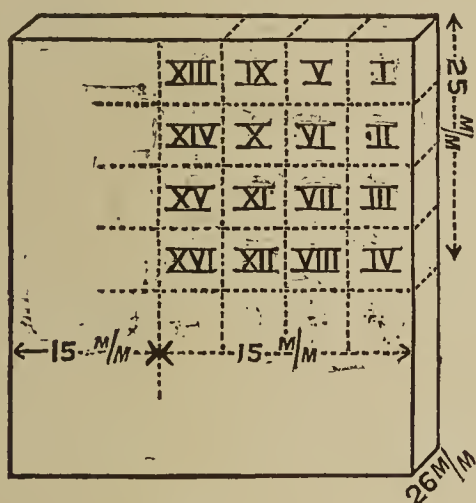 XIII IX V I
25 M/M
XIV X VI II
XV XI VII III
XVI XII VIII IV
15 M/M 15 M/M
26 M/M